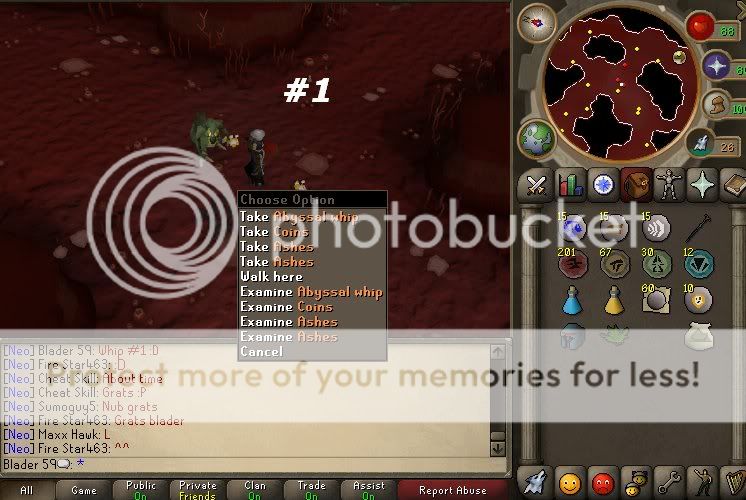 #1
88
Choose Option
Take Abyssal whip
Take Coins
Take Ashes
Take Ashes
Walk here
Examine Abyssal whip
Examine Coins
Examine Ashes
Examine Ashes
Cancel
26
15 15 15
201 67 30 12
60 10
photobucket
Protect more of your memories for less!
[Neo] Blader 59: Whip #1 :D
[Neo] Fire Star463: :D
[Neo] Cheat Skill: About time
[Neo] Cheat Skill: Grats :P
[Neo] Sumoguy5: Nub grats
[Neo] Fire Star463: Grats blader
[Neo] Maxx Hawk: L
[Neo] Fire Star463: ^^
Blader 59: *
All
Game
Public
On
Private
Friends
Clan
On
Trade
On
Assist
On
Report Abuse